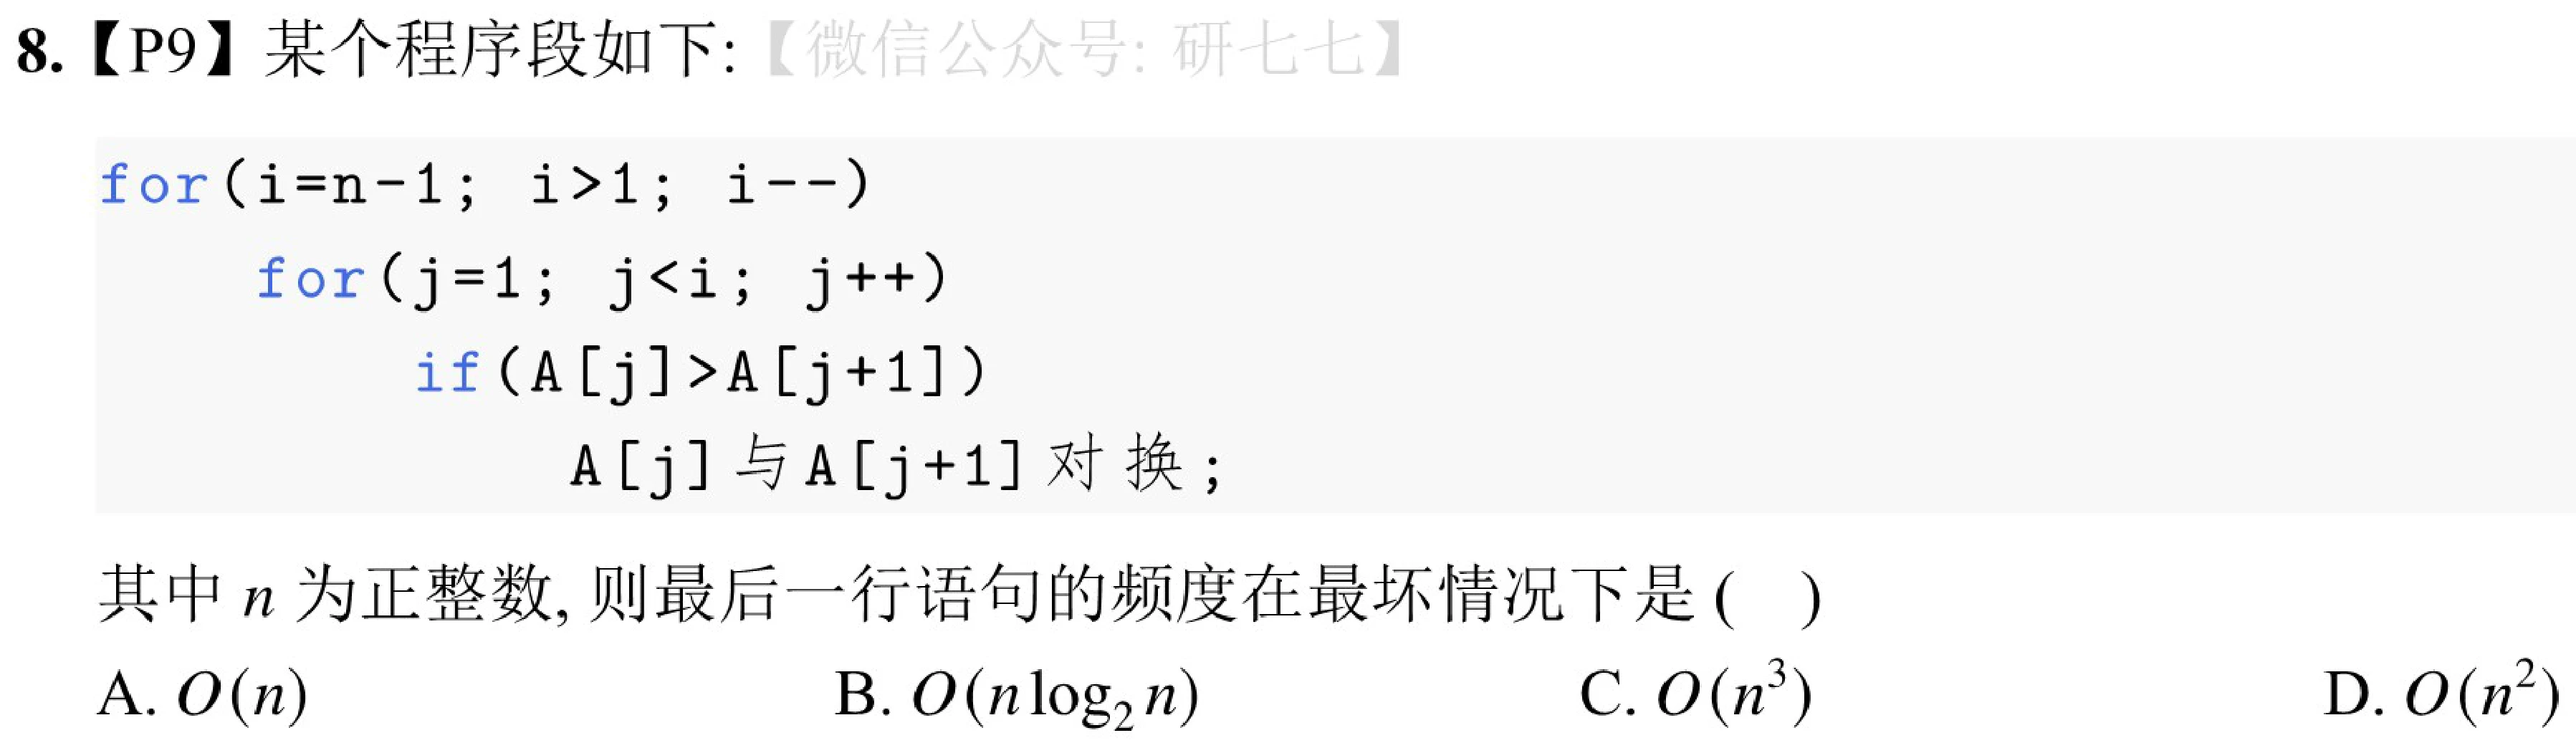 8.【P9】某个程序段如下:【微信公众号: 研七七】
for(i=n-1; i>1; i--)
for(j=1; j<i; j++)
if(A[j]>A[j+1])
A[j]与A[j+1]对换;
其中 n 为正整数, 则最后一行语句的频度在最坏情况下是 ( )
A. O(n) B. O(n log₂ n) C. O(n³) D. O(n²)